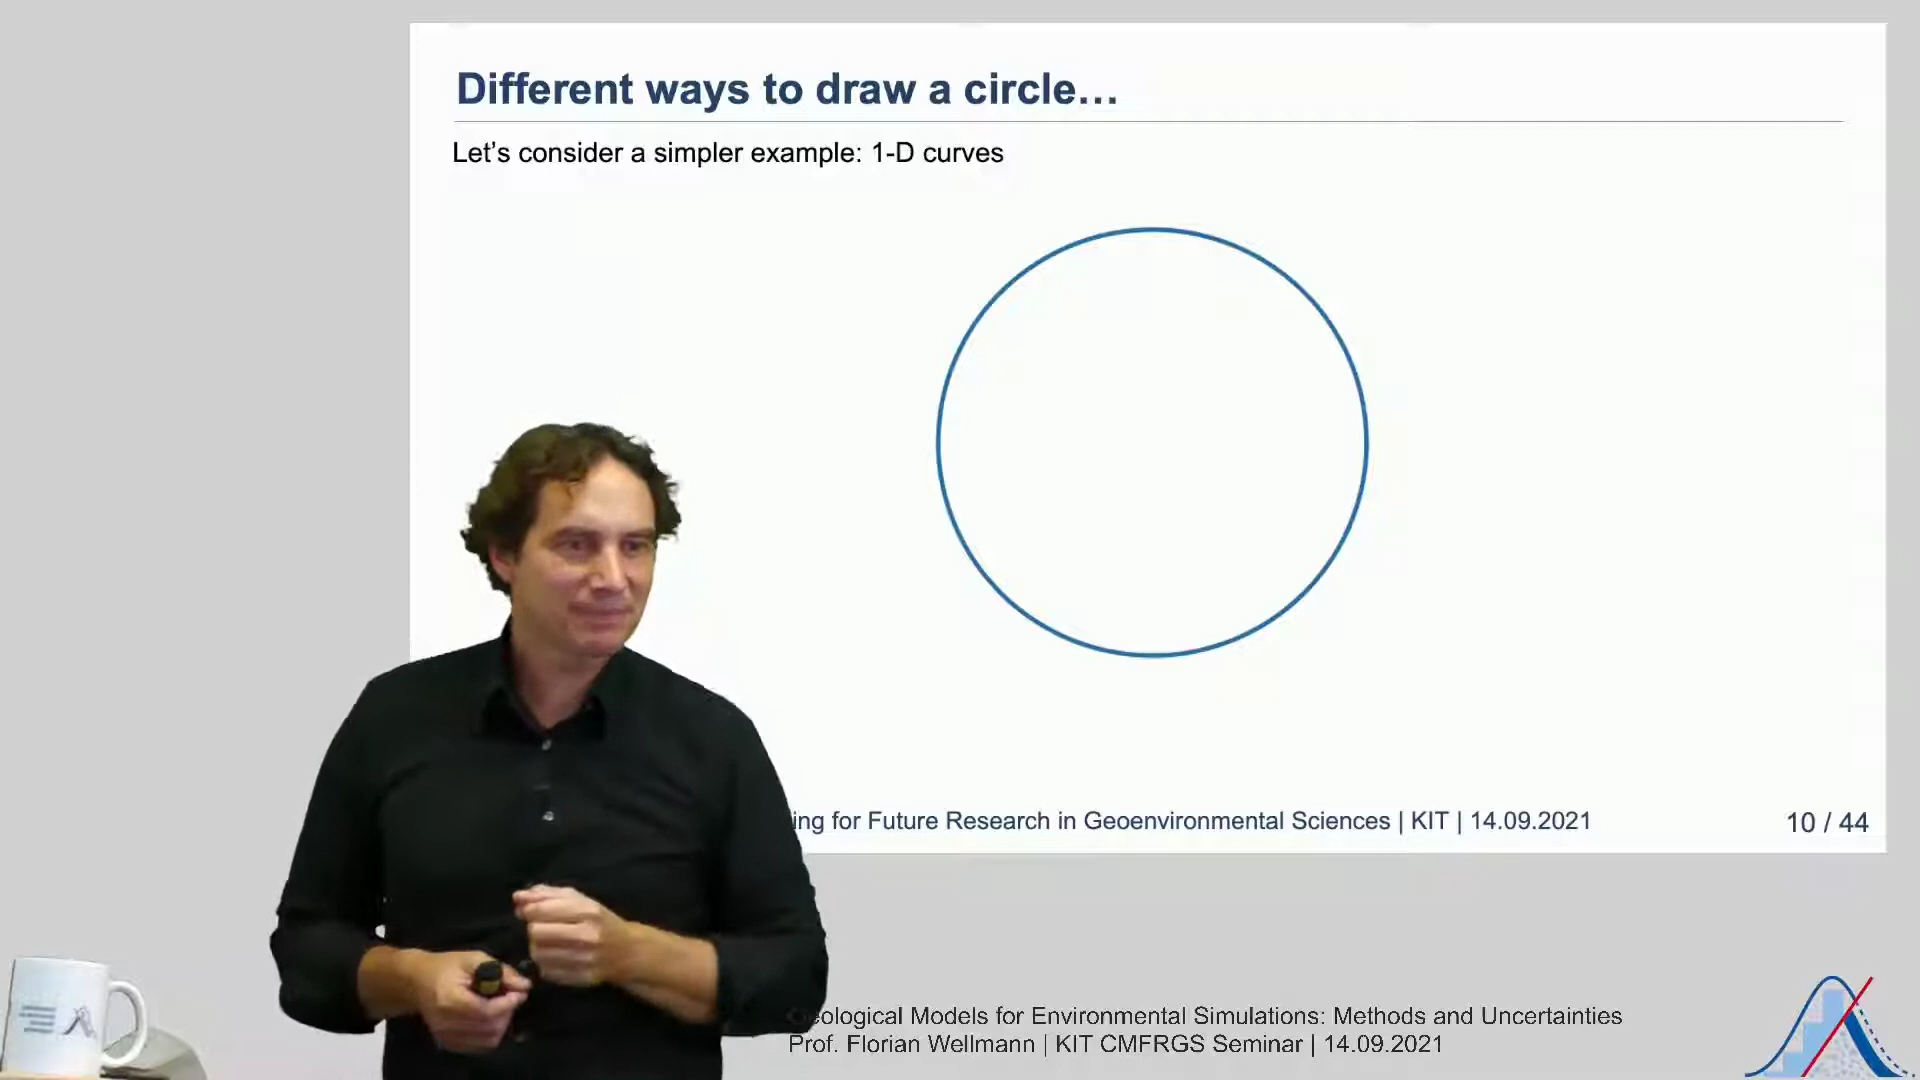 Different ways to draw a circle…
Let’s consider a simpler example: 1-D curves
ing for Future Research in Geoenvironmental Sciences | KIT | 14.09.2021
10 / 44
Geological Models for Environmental Simulations: Methods and Uncertainties
Prof. Florian Wellmann | KIT CMFRGS Seminar | 14.09.2021